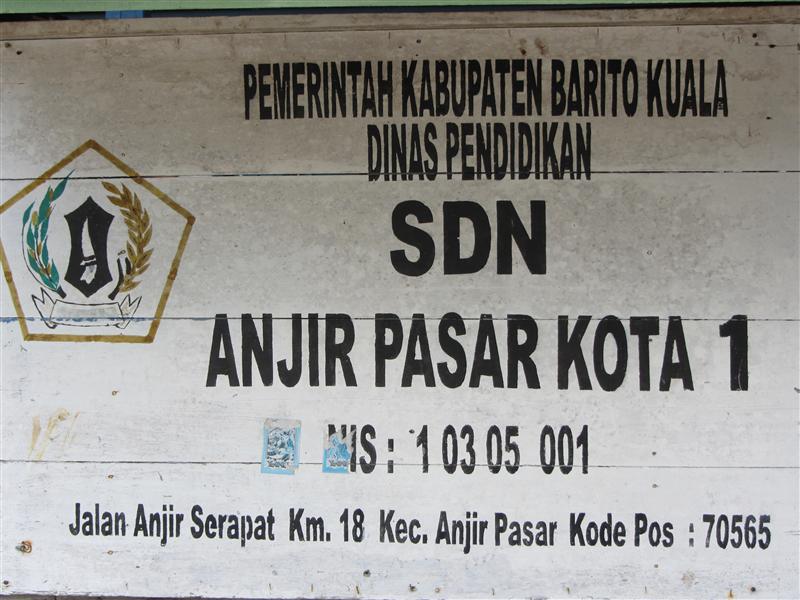 PEMERINTAH KABUPATEN BARITO KUALA
DINAS PENDIDIKAN
SDN
ANJIR PASAR KOTA 1
NIS : 1 03 05 001
Jalan Anjir Serapat Km. 18 Kec. Anjir Pasar Kode Pos : 70565